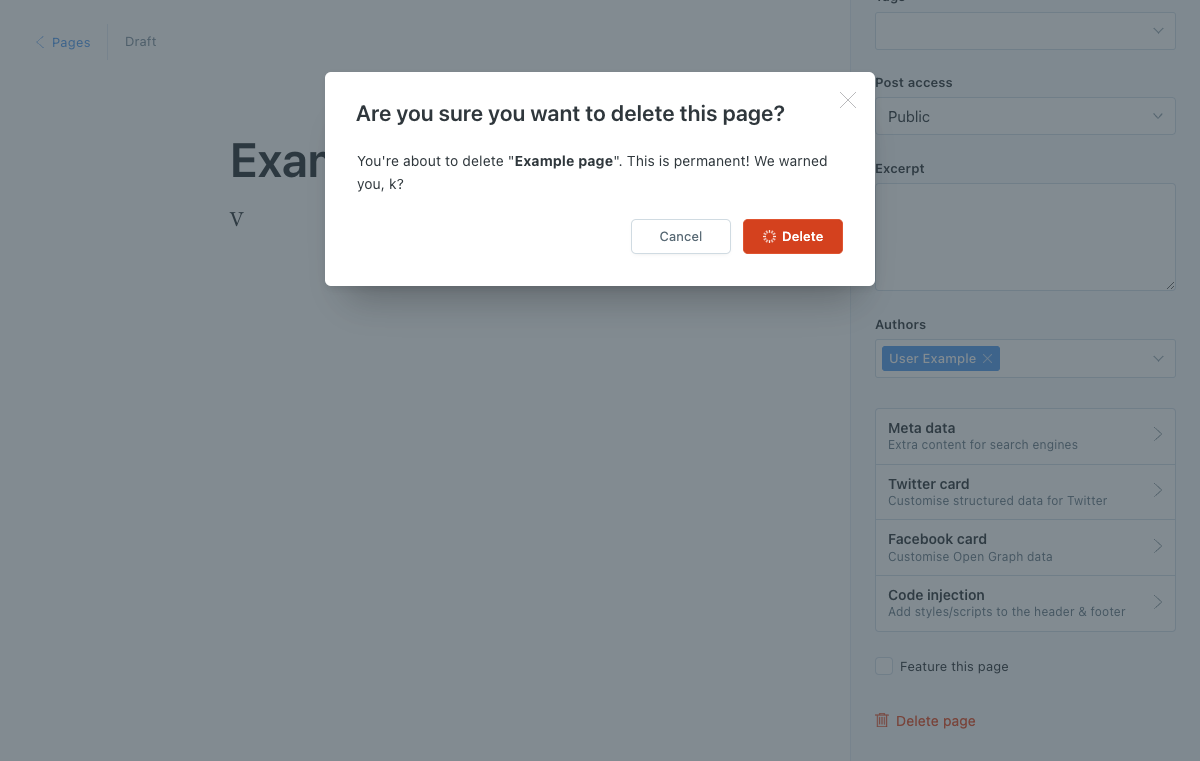 Pages
Draft
Are you sure you want to delete this page?
You're about to delete "Example page". This is permanent! We warned
you, k?
Cancel
Delete
V
Post access
Public
Excerpt
Authors
User Example
Meta data
Extra content for search engines
Twitter card
Customise structured data for Twitter
Facebook card
Customise Open Graph data
Code injection
Add styles/scripts to the header & footer
Feature this page
Delete page